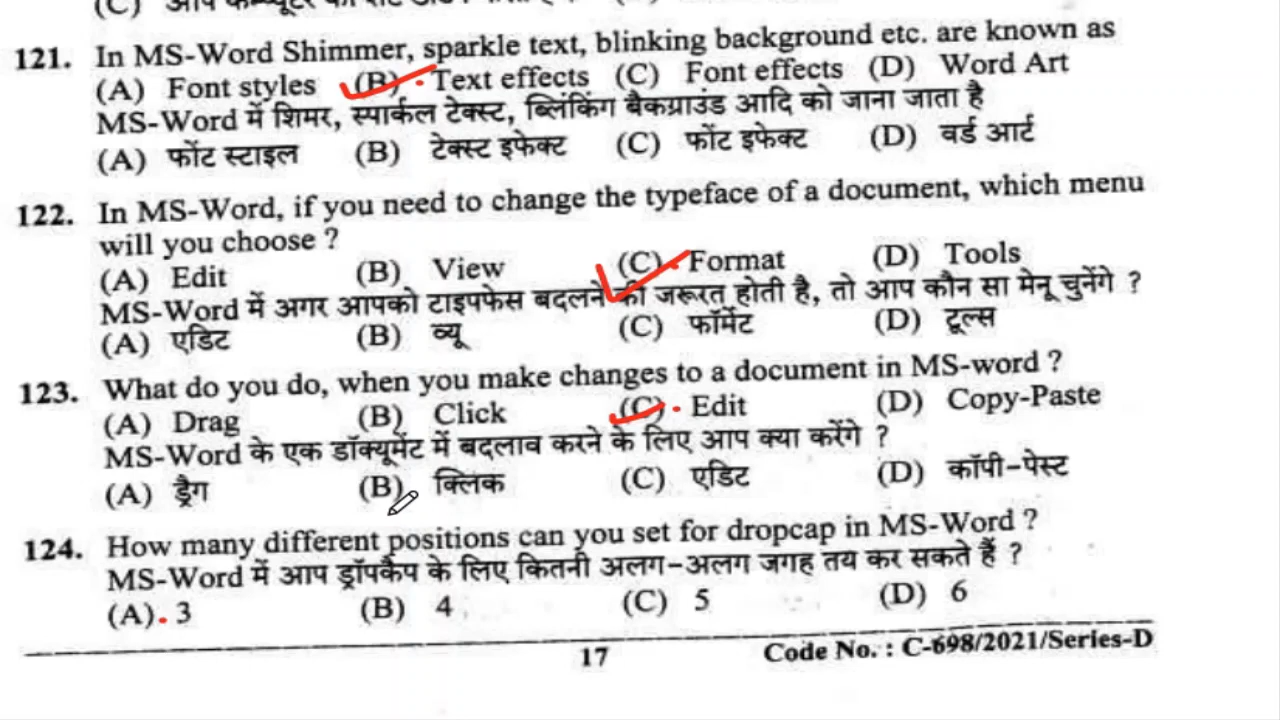 (C) आप कम्प्यूटर को
121. In MS-Word Shimmer, sparkle text, blinking background etc. are known as
(A) Font styles (B) Text effects (C) Font effects (D) Word Art
MS-Word में शिमर, स्पार्कल टेक्स्ट, ब्लिंकिंग बैकग्राउंड आदि को जाना जाता है
(A) फोंट स्टाइल (B) टेक्स्ट इफेक्ट (C) फोंट इफेक्ट (D) वर्ड आर्ट
122. In MS-Word, if you need to change the typeface of a document, which menu
will you choose ?
(A) Edit (B) View (C) Format (D) Tools
MS-Word में अगर आपको टाइपफेस बदलने की जरूरत होती है, तो आप कौन सा मेनू चुनेंगे ?
(A) एडिट (B) व्यू (C) फॉर्मेट (D) टूल्स
123. What do you do, when you make changes to a document in MS-word ?
(A) Drag (B) Click (C) Edit (D) Copy-Paste
MS-Word के एक डॉक्यूमेंट में बदलाव करने के लिए आप क्या करेंगे ?
(A) ड्रैग (B) क्लिक (C) एडिट (D) कॉपी-पेस्ट
124. How many different positions can you set for dropcap in MS-Word ?
MS-Word में आप ड्रॉपकैप के लिए कितनी अलग-अलग जगह तय कर सकते हैं ?
(A) 3 (B) 4 (C) 5 (D) 6
17 Code No. : C-698/2021/Series-D